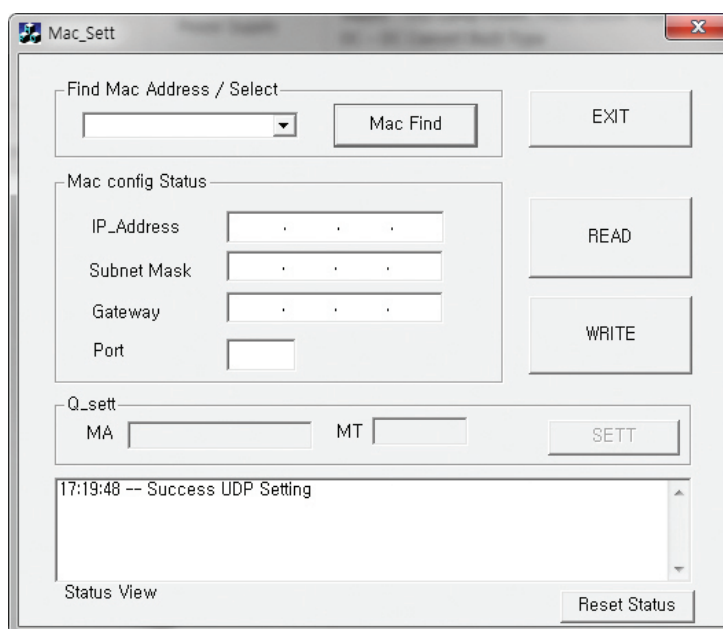 Mac_Sett
Find Mac Address / Select
Mac Find
EXIT
Mac config Status
IP_Address
Subnet Mask
Gateway
Port
READ
WRITE
Q_sett
MA
MT
SETT
17:19:48 -- Success UDP Setting
Status View
Reset Status